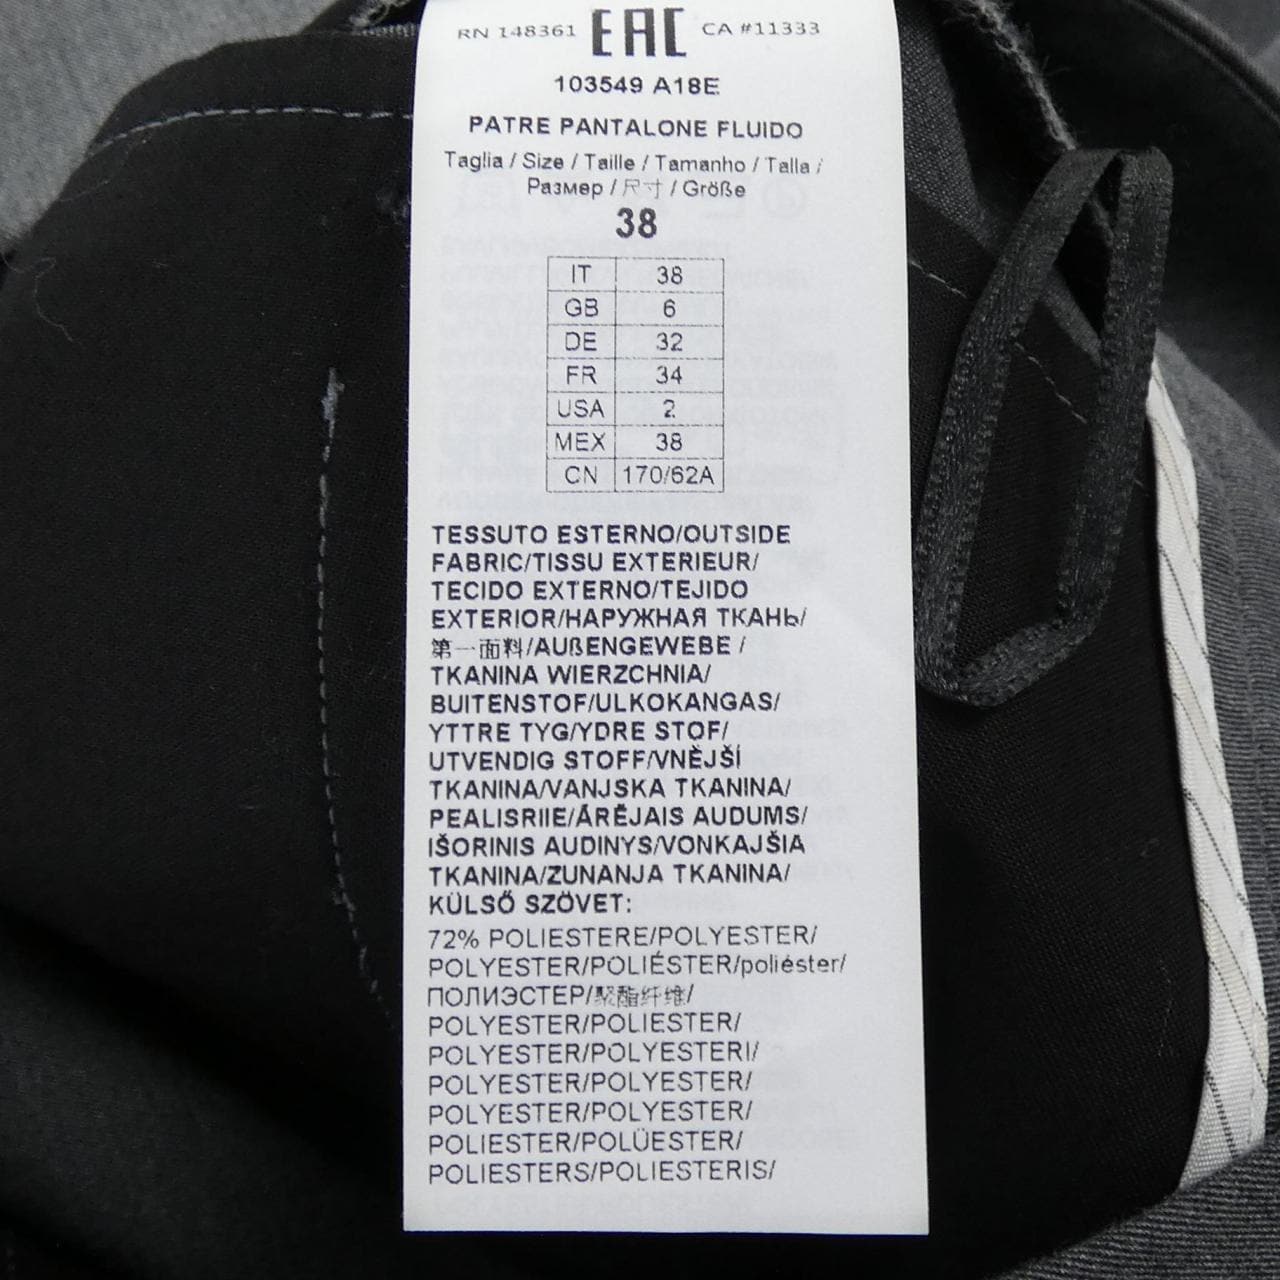 RN 148361 EAC CA #11333
103549 A18E
PATRE PANTALONE FLUIDO
Taglia / Size / Taille / Tamanho / Talla /
Размер / 尺寸 / Größe
38
IT 38
GB 6
DE 32
FR 34
USA 2
MEX 38
CN 170/62A
TESSUTO ESTERNO/OUTSIDE
FABRIC/TISSU EXTERIEUR/
TECIDO EXTERNO/TEJIDO
EXTERIOR/НАРУЖНАЯ ТКАНЬ/
第一面料/AUßENGEWEBE /
TKANINA WIERZCHNIA/
BUITENSTOF/ULKOKANGAS/
YTTRE TYG/YDRE STOF/
UTVENDIG STOFF/VNĚJŠÍ
TKANINA/VANJSKA TKANINA/
PEALISRIIE/ĀRĒJAIS AUDUMS/
IŠORINIS AUDINYS/VONKAJŠIA
TKANINA/ZUNANJA TKANINA/
KÜLSŐ SZÖVET:
72% POLIESTERE/POLYESTER/
POLYESTER/POLIÉSTER/poliéster/
ПОЛИЭСТЕР/聚酯纤维/
POLYESTER/POLIESTER/
POLYESTER/POLYESTERI/
POLYESTER/POLYESTER/
POLYESTER/POLYESTER/
POLIESTER/POLÜESTER/
POLIESTERS/POLIESTERIS/